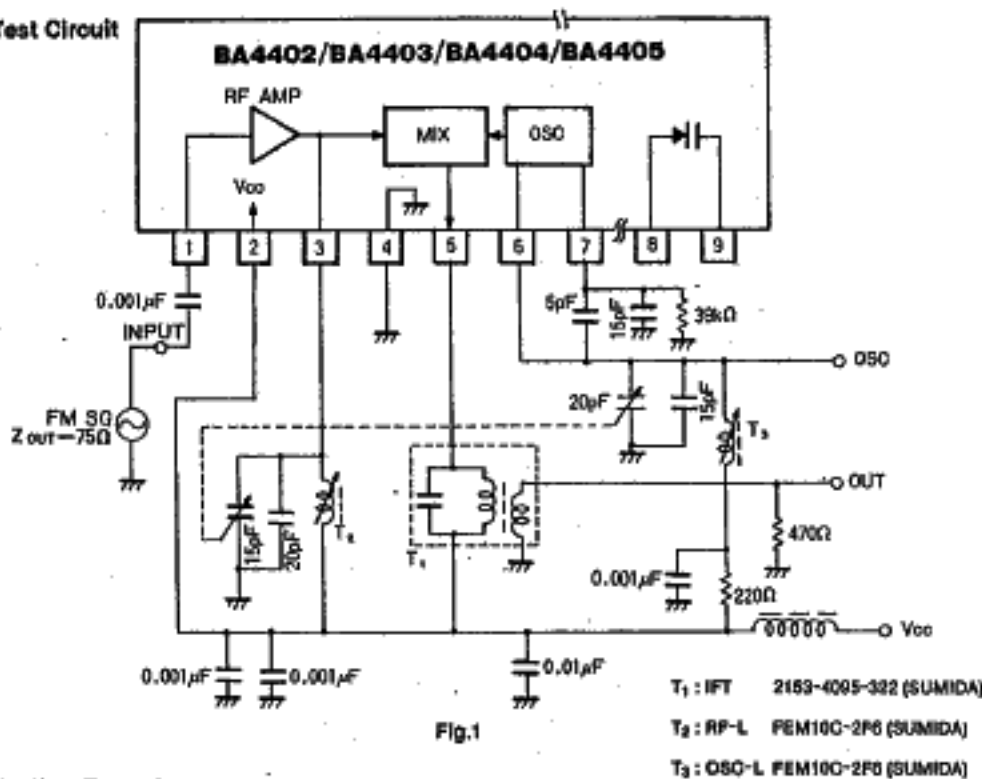 Test Circuit
BA4402/BA4403/BA4404/BA4405
RF AMP
MIX
OSC
Vcc
1 2 3 4 5 6 7 8 9
0.001μF
INPUT
5pF
15pF
39kΩ
OSC
FM SG
ZOUT—75Ω
20pF
15pF
T3
OUT
15pF
20pF
T2
T1
470Ω
0.001μF
220Ω
Vcc
0.001μF
0.001μF
0.01μF
Fig.1
T1 : IFT 2153-4095-322 (SUMIDA)
T2 : RF-L FEM10C-2F6 (SUMIDA)
T3 : OSC-L FEM10C-2F6 (SUMIDA)